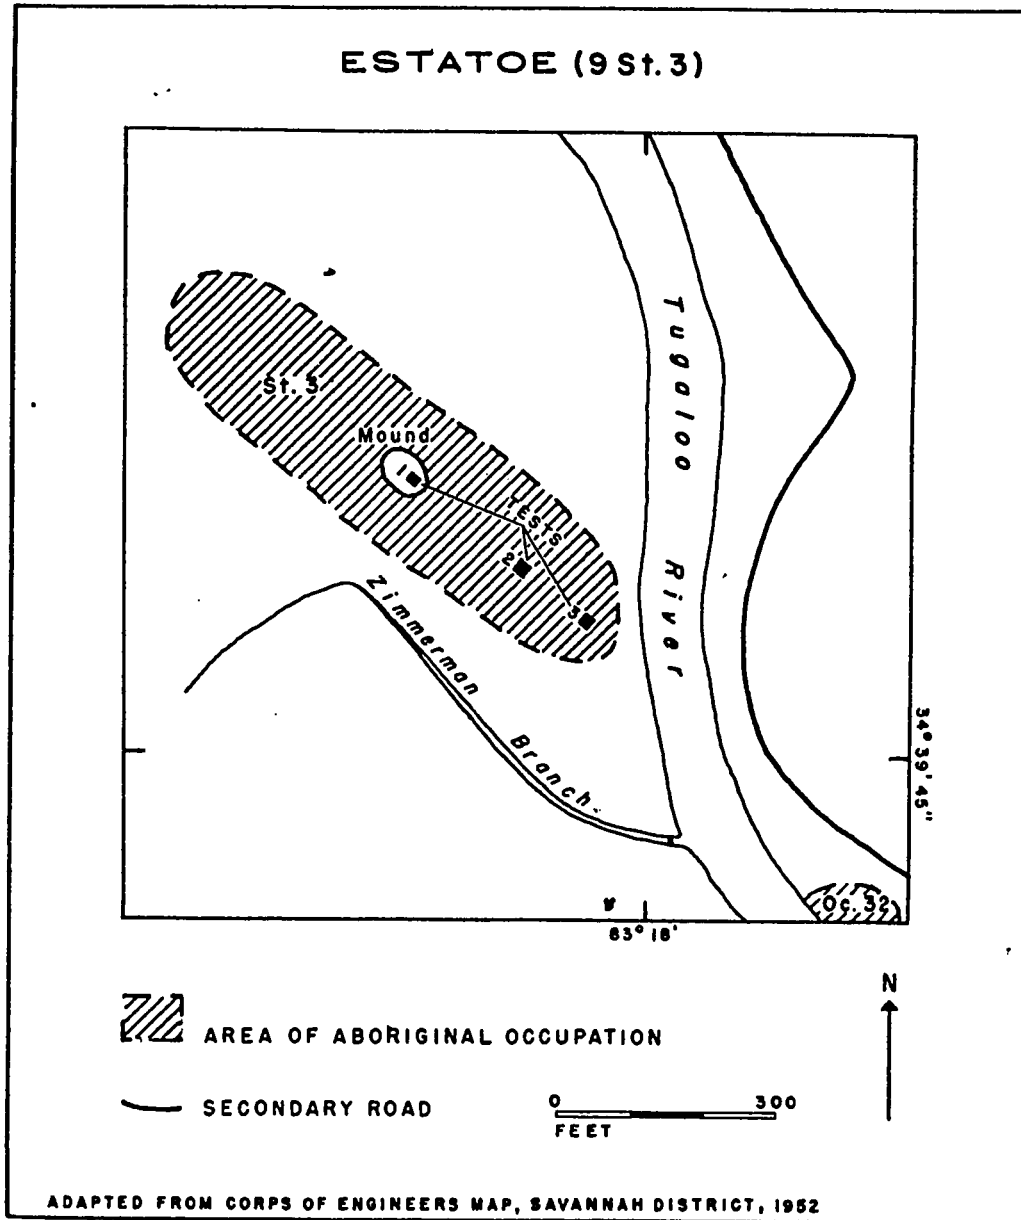 ESTATOE (9 St. 3)
St. 3
Mound
1
TESTS
2
3
Tugaloo River
Zimmerman Branch
34° 39' 45"
Oc. 32
83° 18'
N
AREA OF ABORIGINAL OCCUPATION
SECONDARY ROAD
0 300
FEET
ADAPTED FROM CORPS OF ENGINEERS MAP, SAVANNAH DISTRICT, 1952